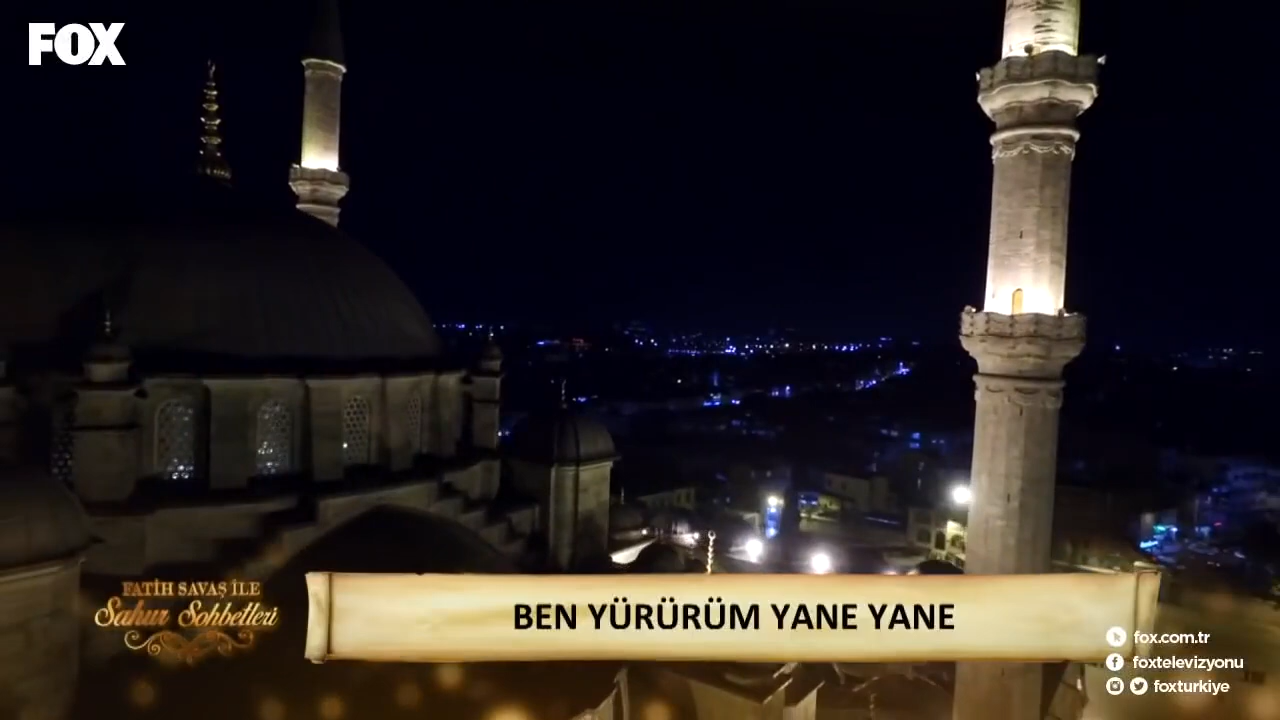 FOX
FATİH SAVAŞ İLE
Sahur Sohbetleri
BEN YÜRÜRÜM YANE YANE
fox.com.tr
foxtelevizyonu
foxturkiye